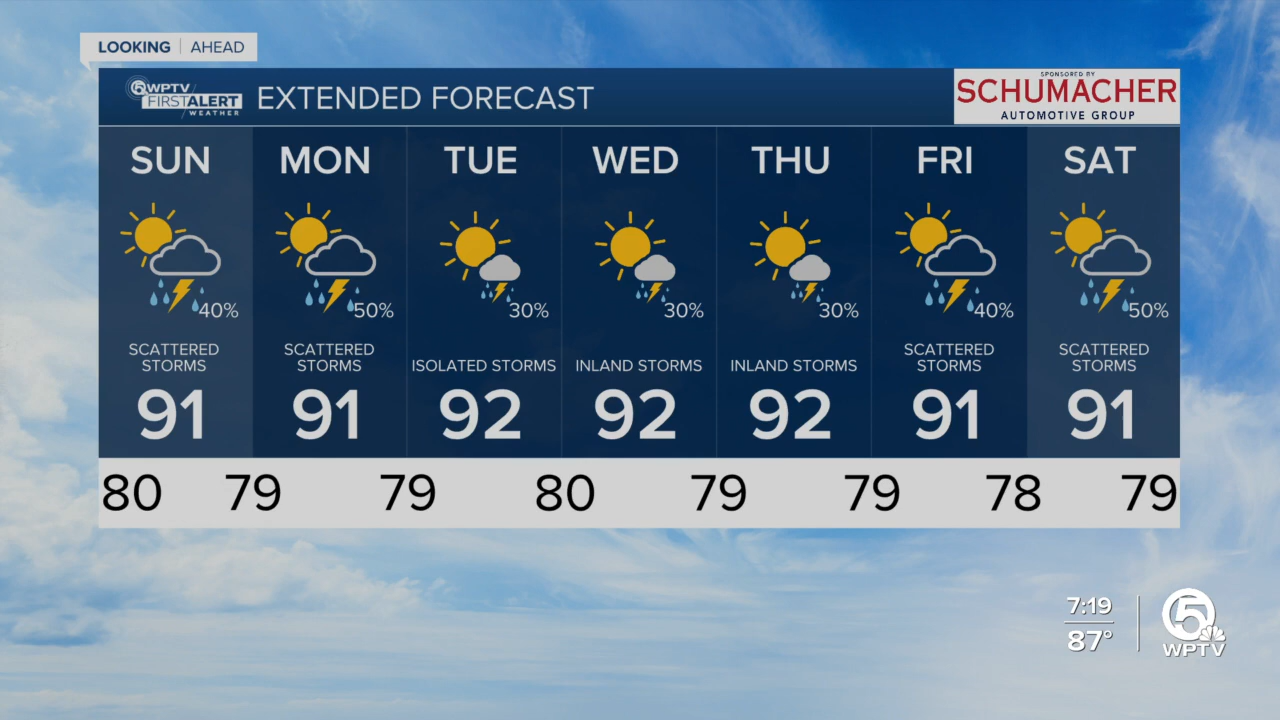 LOOKING | AHEAD
5 WPTV
FIRST ALERT
WEATHER
EXTENDED FORECAST
SPONSORED BY
SCHUMACHER
AUTOMOTIVE GROUP
SUN MON TUE WED THU FRI SAT
40% 50% 30% 30% 30% 40% 50%
SCATTERED
STORMS
SCATTERED
STORMS
ISOLATED STORMS
INLAND STORMS
INLAND STORMS
SCATTERED
STORMS
SCATTERED
STORMS
91 91 92 92 92 91 91
80 79 79 80 79 79 78 79
7:19
87°
5
WPTV